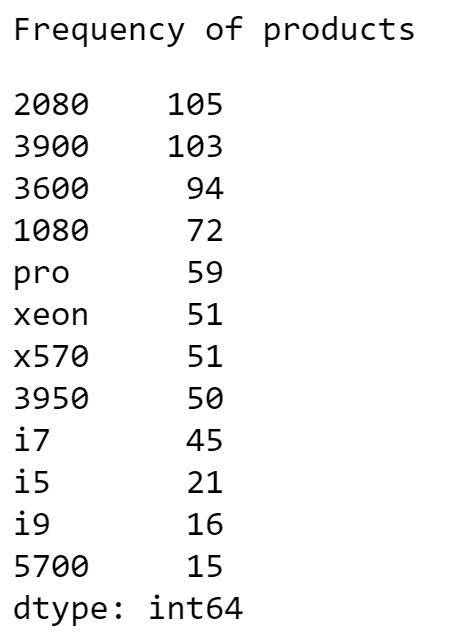 Frequency of products
2080 105
3900 103
3600 94
1080 72
pro 59
xeon 51
x570 51
3950 50
i7 45
i5 21
i9 16
5700 15
dtype: int64